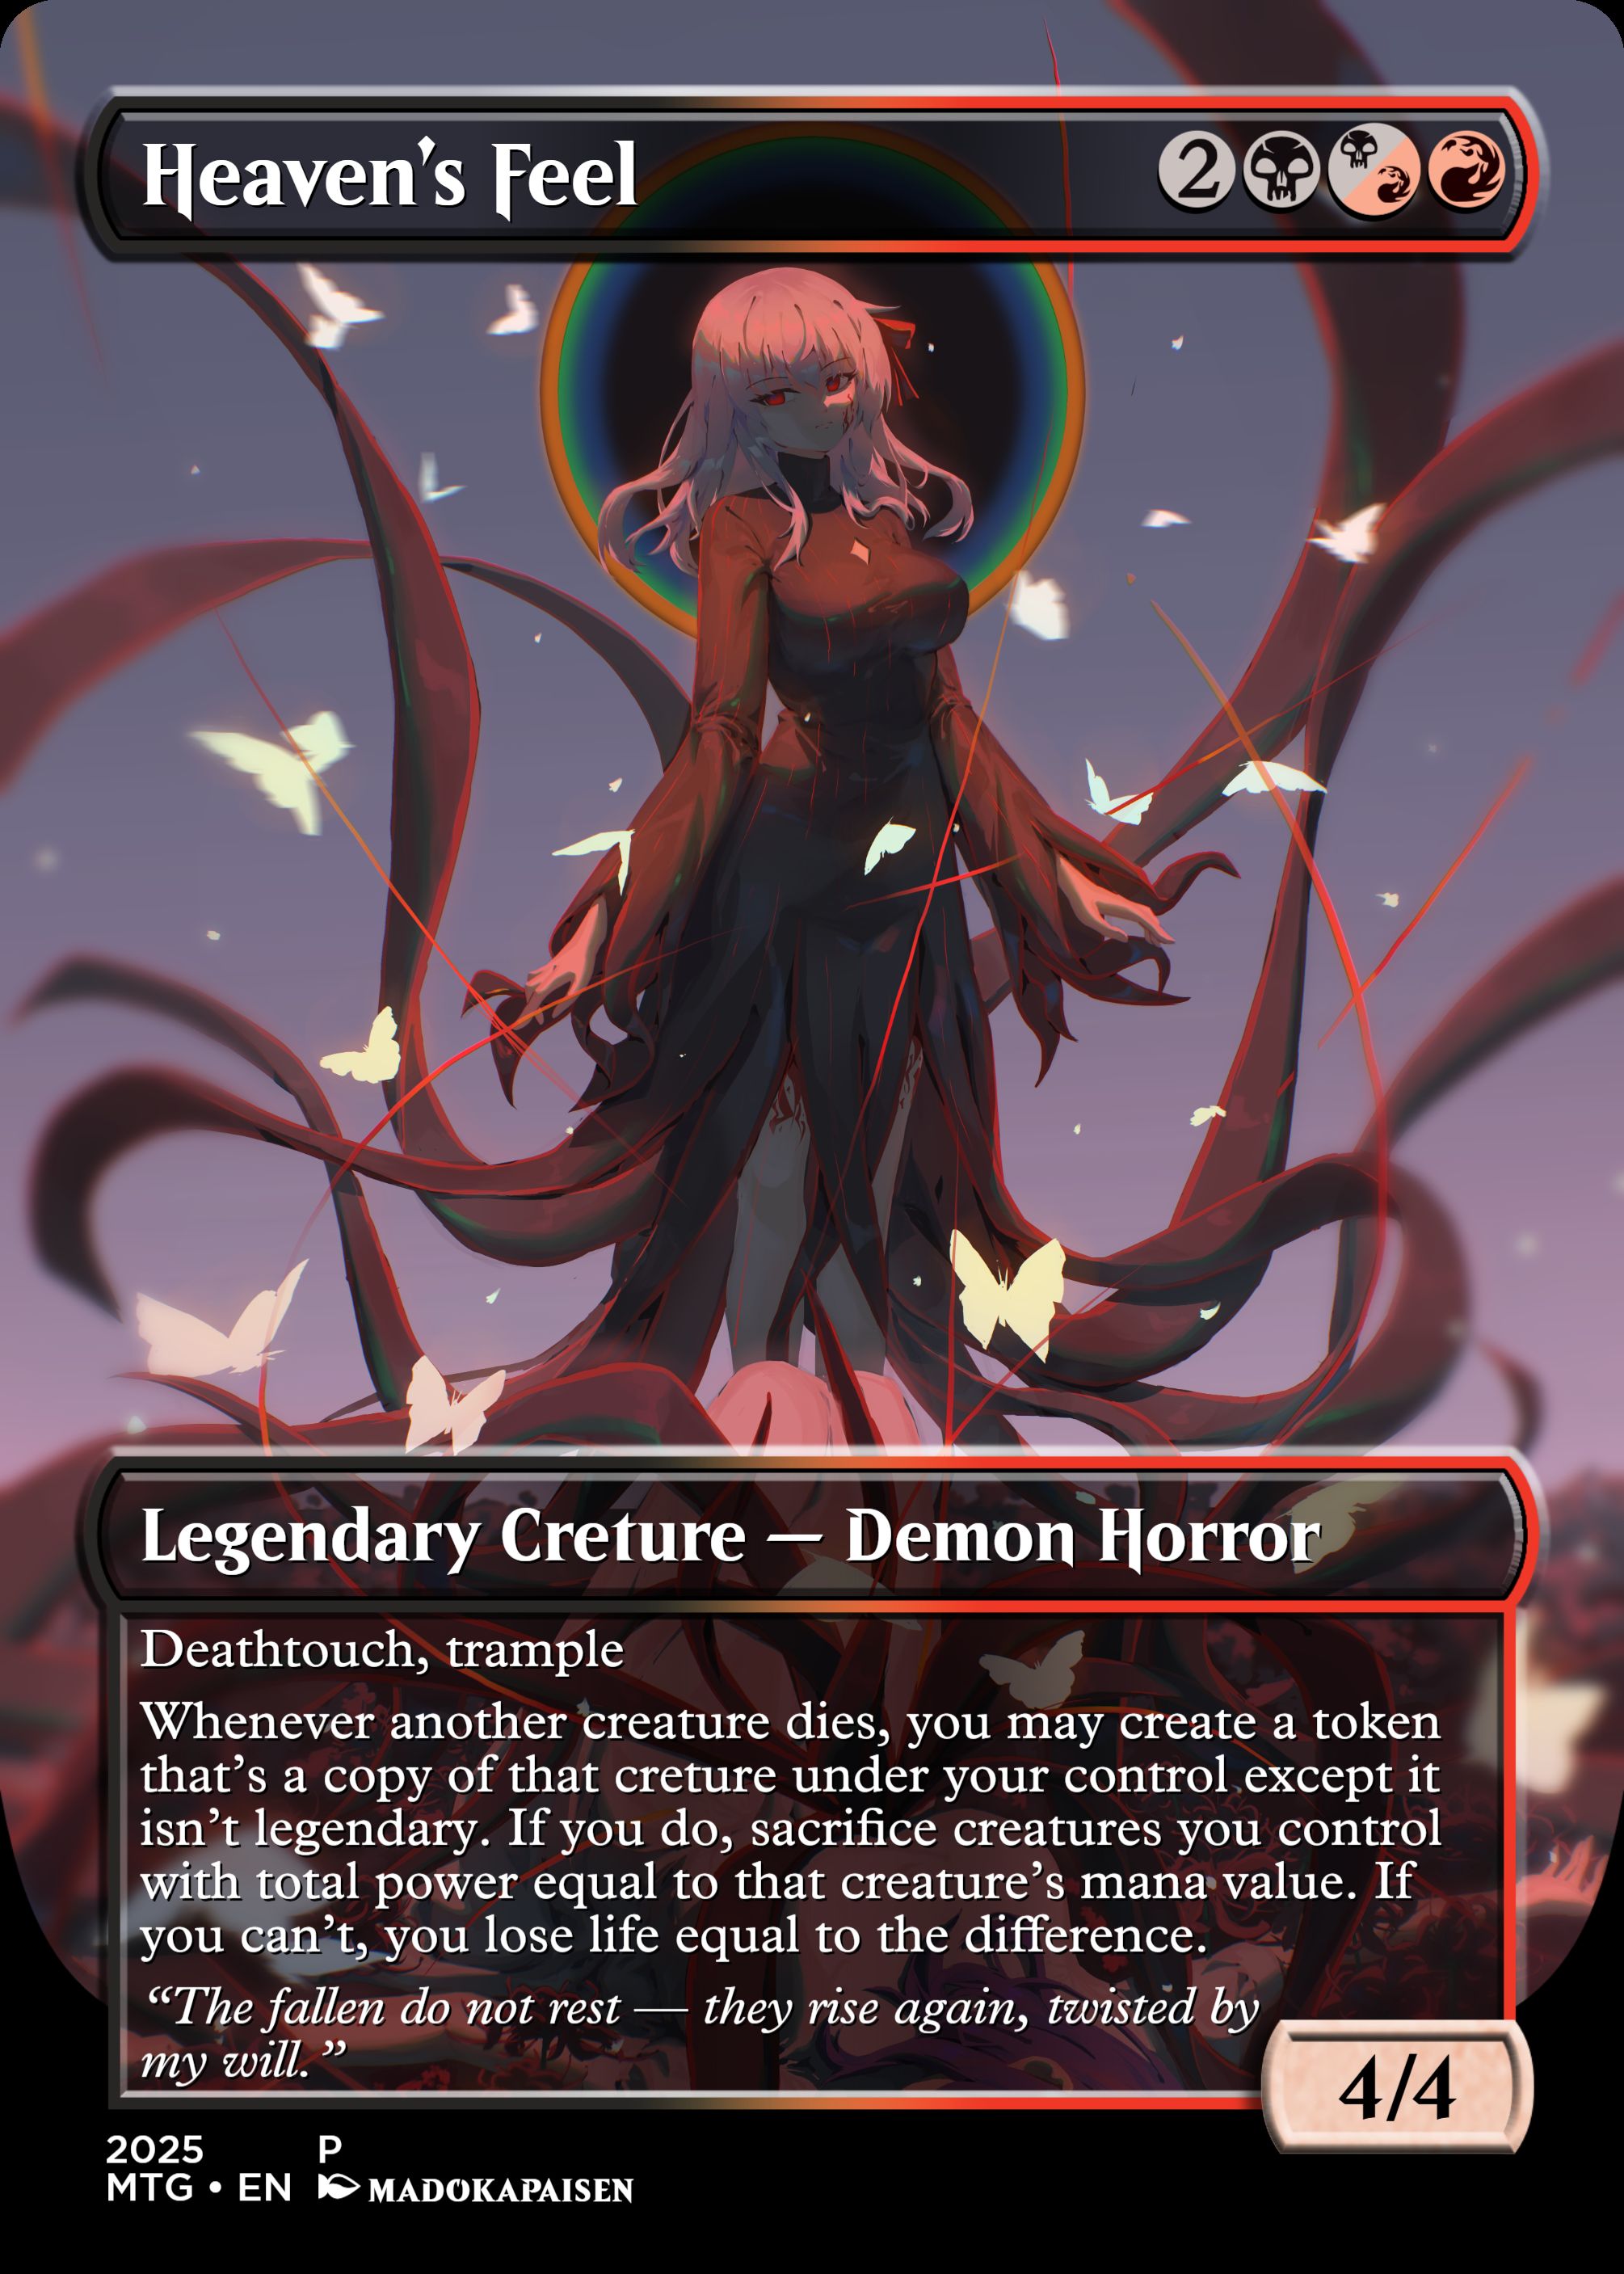 Heaven's Feel 2
Legendary Creture — Demon Horror
Deathtouch, trample
Whenever another creature dies, you may create a token
that's a copy of that creture under your control except it
isn't legendary. If you do, sacrifice creatures you control
with total power equal to that creature's mana value. If
you can't, you lose life equal to the difference.
“The fallen do not rest — they rise again, twisted by
my will.”
4/4
2025 P
MTG • EN MADOKAPAISEN